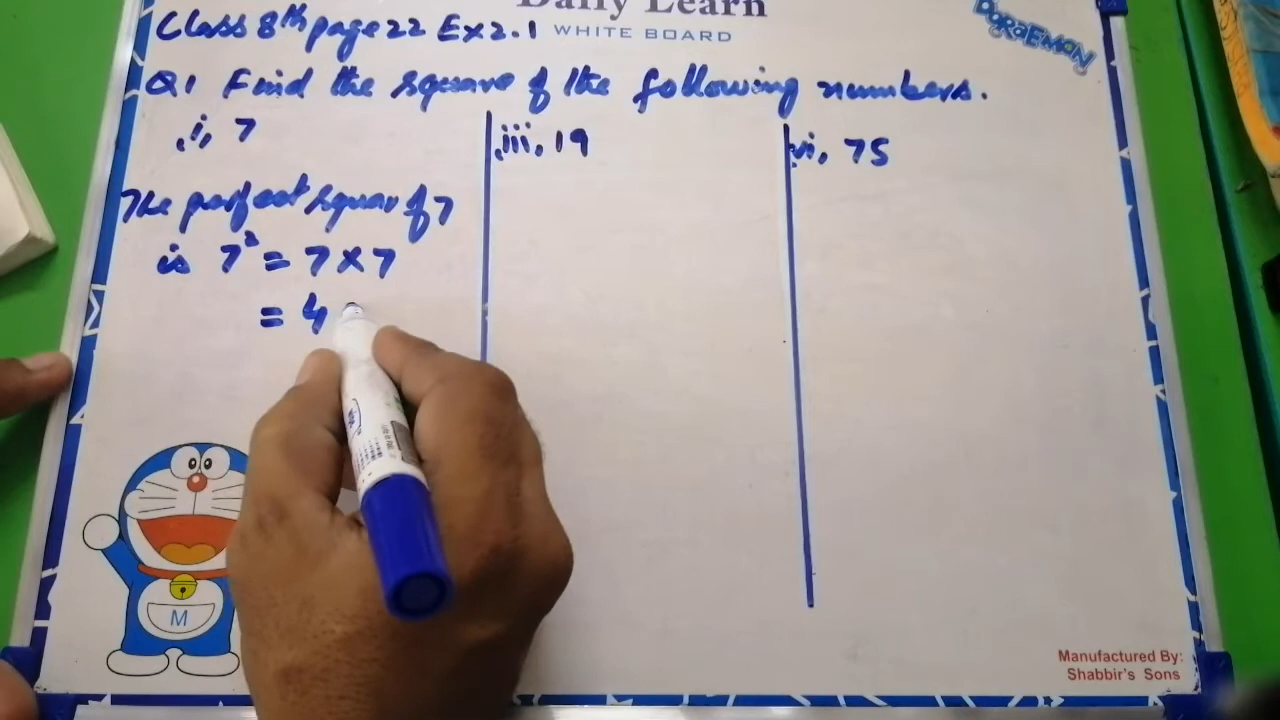 Daily Learn
WHITE BOARD
DORAEMON
Class 8th page 22 Ex 2.1
Q1 Find the square of the following numbers.
i, 7
The perfect squar of 7
is 7² = 7 × 7
= 4
iii, 19
vi, 75
M
Manufactured By:
Shabbir's Sons